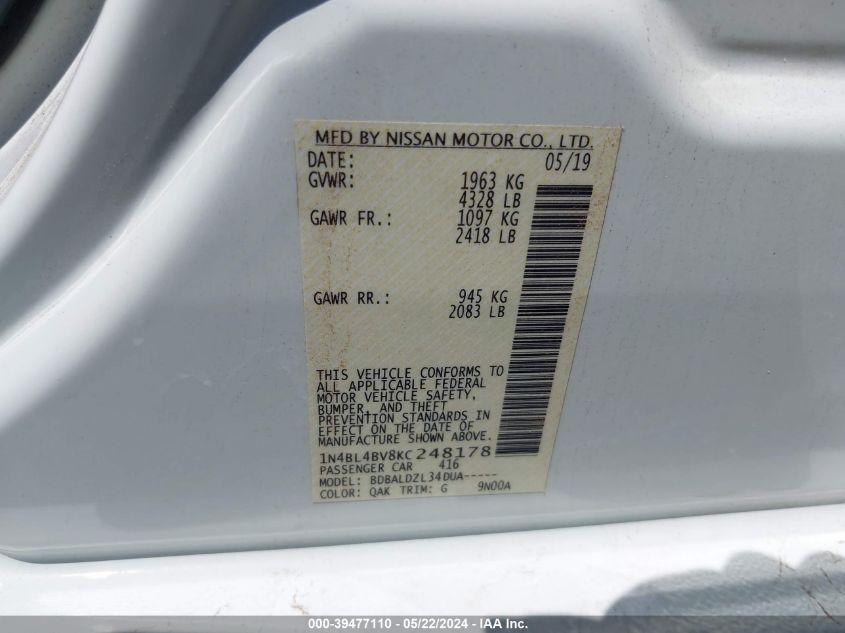 MFD BY NISSAN MOTOR CO., LTD.
DATE: 05/19
GVWR: 1963 KG
4328 LB
GAWR FR.: 1097 KG
2418 LB
GAWR RR.: 945 KG
2083 LB
THIS VEHICLE CONFORMS TO
ALL APPLICABLE FEDERAL
MOTOR VEHICLE SAFETY,
BUMPER, AND THEFT
PREVENTION STANDARDS IN
EFFECT ON THE DATE OF
MANUFACTURE SHOWN ABOVE.
1N4BL4BV8KC248178
PASSENGER CAR 416
MODEL: BDBALDZL34DUA-----
COLOR: QAK TRIM: G 9N00A
000-39477110 - 05/22/2024 - IAA Inc.